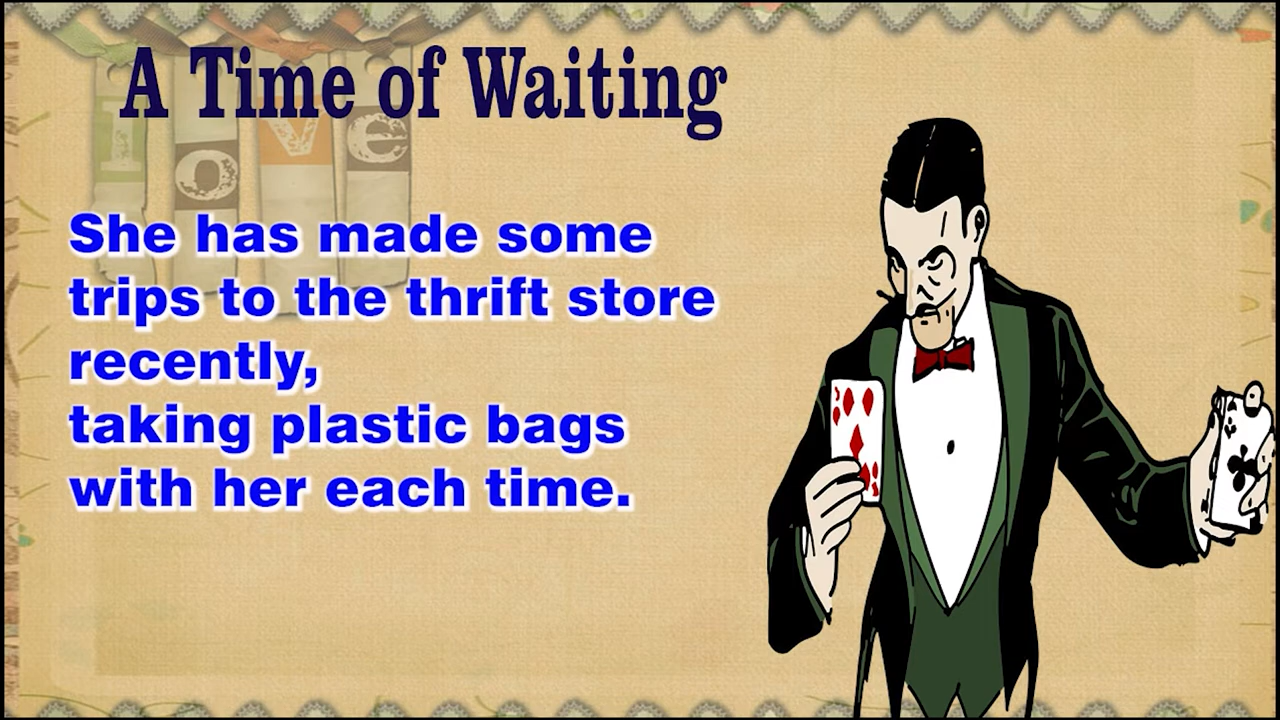 A Time of Waiting
love
She has made some
trips to the thrift store
recently,
taking plastic bags
with her each time.